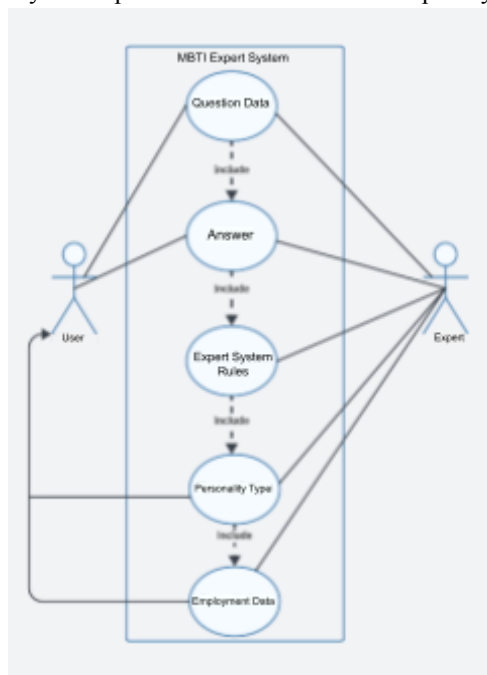 MBTI Expert System
Question Data
Include
Answer
Include
User
Expert
Expert System
Rules
Include
Personality Type
Include
Employment Data